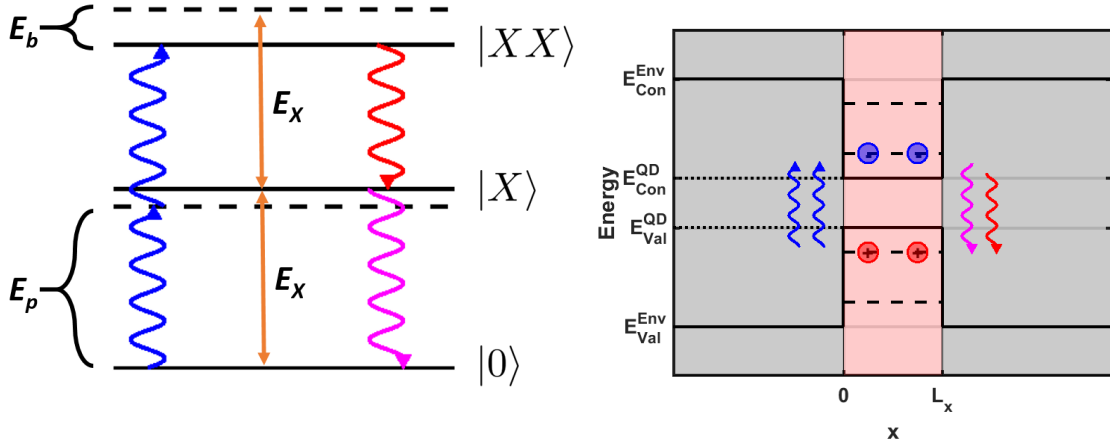 E_b
|XX⟩
E_X
|X⟩
E_p
E_X
|0⟩
Energy
E_Con^Env
E_Con^QD
E_Val^QD
E_Val^Env
- -
+ +
0 L_x
x